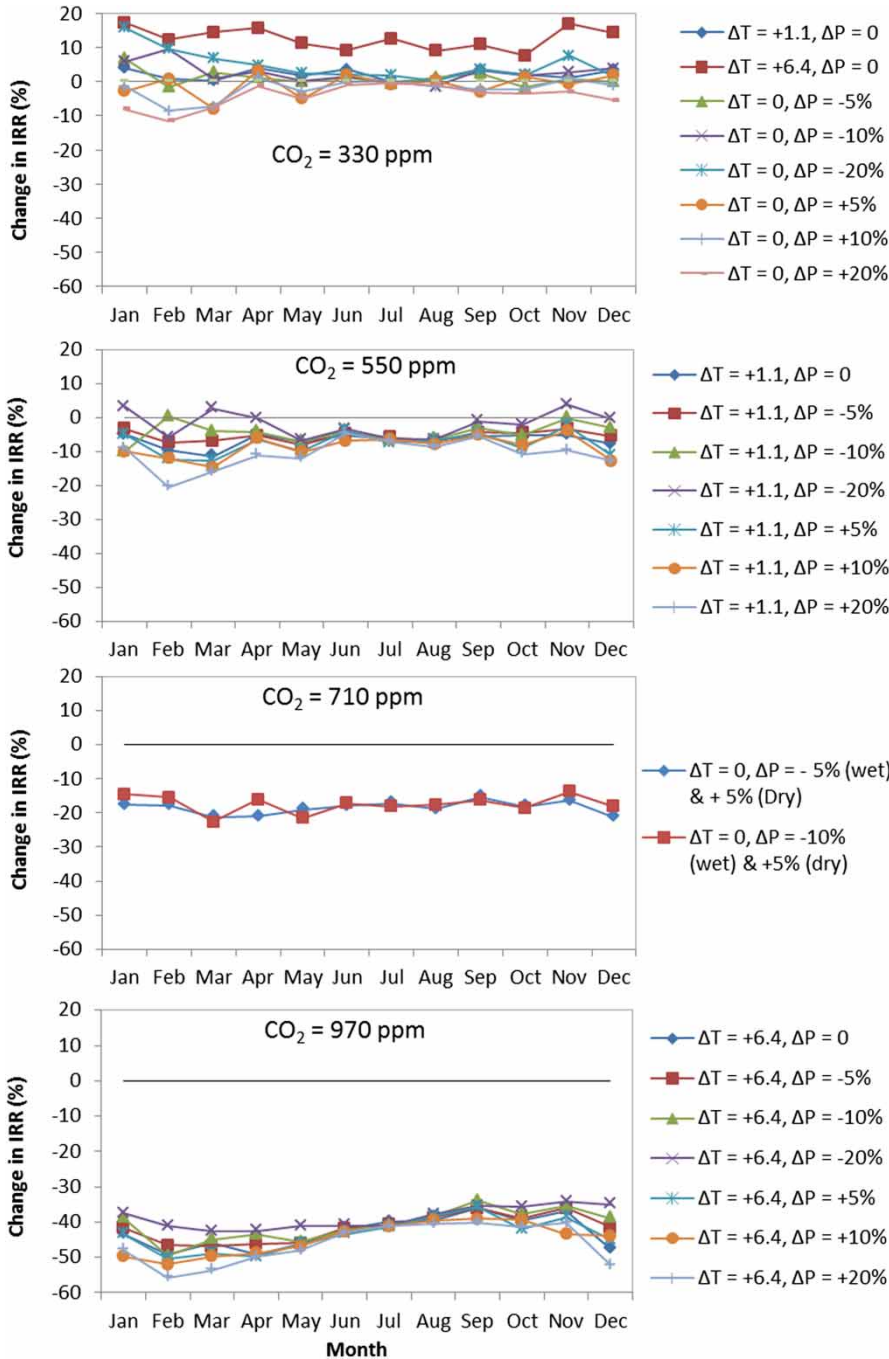 20
10
0
-10
-20
-30
-40
-50
-60
Change in IRR (%)
CO2 = 330 ppm
Jan Feb Mar Apr May Jun Jul Aug Sep Oct Nov Dec
ΔT = +1.1, ΔP = 0
ΔT = +6.4, ΔP = 0
ΔT = 0, ΔP = -5%
ΔT = 0, ΔP = -10%
ΔT = 0, ΔP = -20%
ΔT = 0, ΔP = +5%
ΔT = 0, ΔP = +10%
ΔT = 0, ΔP = +20%
20
10
0
-10
-20
-30
-40
-50
-60
Change in IRR (%)
CO2 = 550 ppm
Jan Feb Mar Apr May Jun Jul Aug Sep Oct Nov Dec
ΔT = +1.1, ΔP = 0
ΔT = +1.1, ΔP = -5%
ΔT = +1.1, ΔP = -10%
ΔT = +1.1, ΔP = -20%
ΔT = +1.1, ΔP = +5%
ΔT = +1.1, ΔP = +10%
ΔT = +1.1, ΔP = +20%
20
10
0
-10
-20
-30
-40
-50
-60
Change in IRR (%)
CO2 = 710 ppm
Jan Feb Mar Apr May Jun Jul Aug Sep Oct Nov Dec
ΔT = 0, ΔP = - 5% (wet)
& + 5% (Dry)
ΔT = 0, ΔP = -10%
(wet) & +5% (dry)
20
10
0
-10
-20
-30
-40
-50
-60
Change in IRR (%)
CO2 = 970 ppm
Jan Feb Mar Apr May Jun Jul Aug Sep Oct Nov Dec
Month
ΔT = +6.4, ΔP = 0
ΔT = +6.4, ΔP = -5%
ΔT = +6.4, ΔP = -10%
ΔT = +6.4, ΔP = -20%
ΔT = +6.4, ΔP = +5%
ΔT = +6.4, ΔP = +10%
ΔT = +6.4, ΔP = +20%